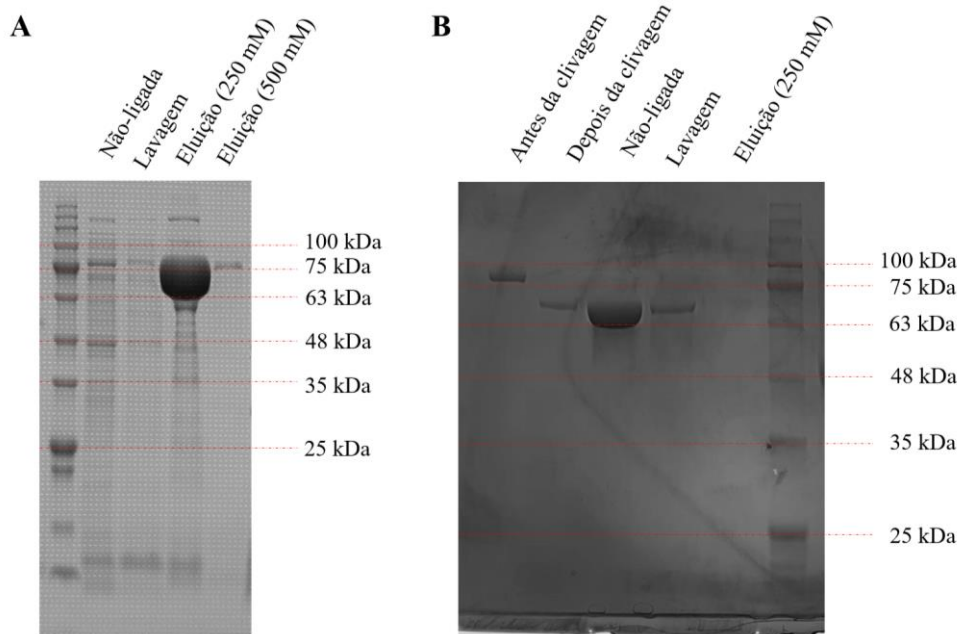 A
Não-ligada
Lavagem
Eluição (250 mM)
Eluição (500 mM)
100 kDa
75 kDa
63 kDa
48 kDa
35 kDa
25 kDa
B
Antes da clivagem
Depois da clivagem
Não-ligada
Lavagem
Eluição (250 mM)
100 kDa
75 kDa
63 kDa
48 kDa
35 kDa
25 kDa